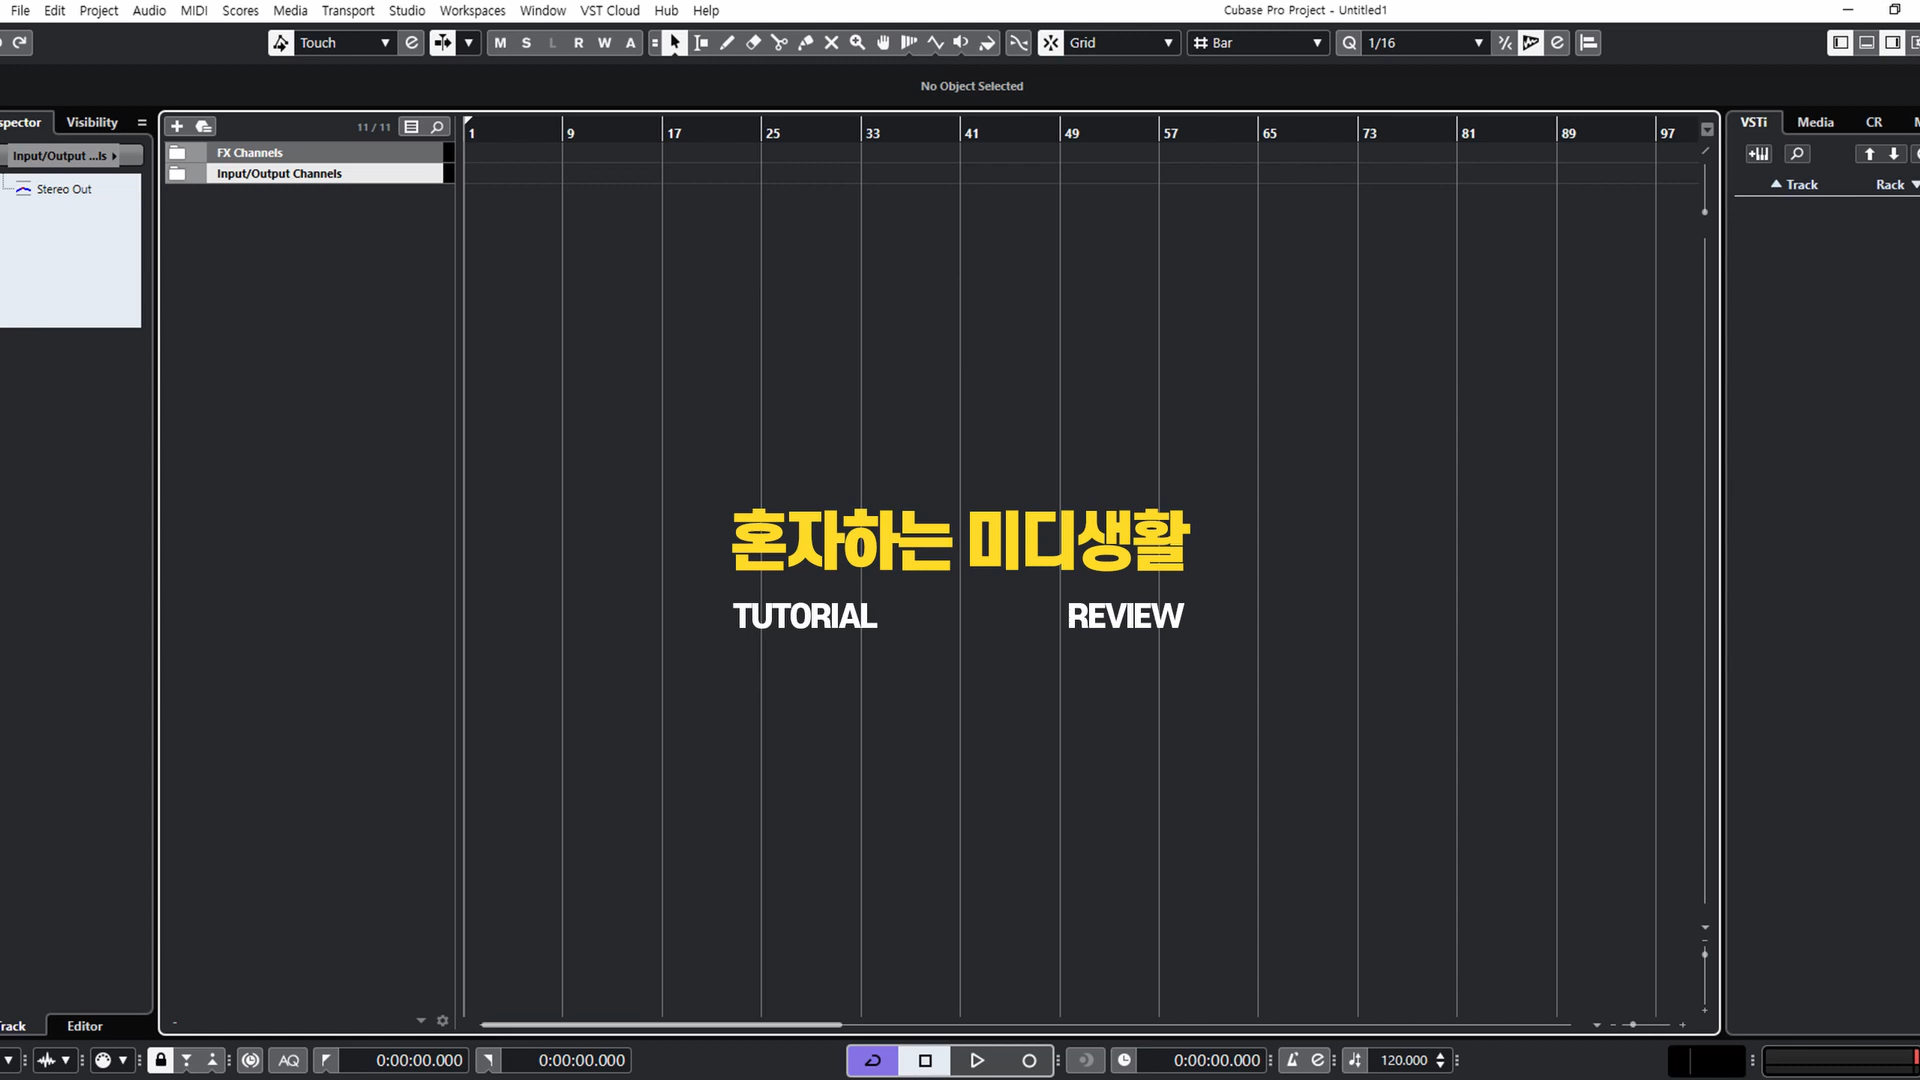 File Edit Project Audio MIDI Scores Media Transport Studio Workspaces Window VST Cloud Hub Help
Cubase Pro Project - Untitled1
Touch
M S L R W A
Grid
Bar
Q 1/16
No Object Selected
spector Visibility
11 / 11
1 9 17 25 33 41 49 57 65 73 81 89 97
VSTi Media CR M
Input/Output ...ls
FX Channels
Input/Output Channels
Stereo Out
Track Rack
혼자하는 미디생활
TUTORIAL REVIEW
rack Editor
AQ
0:00:00.000
0:00:00.000
0:00:00.000
120.000